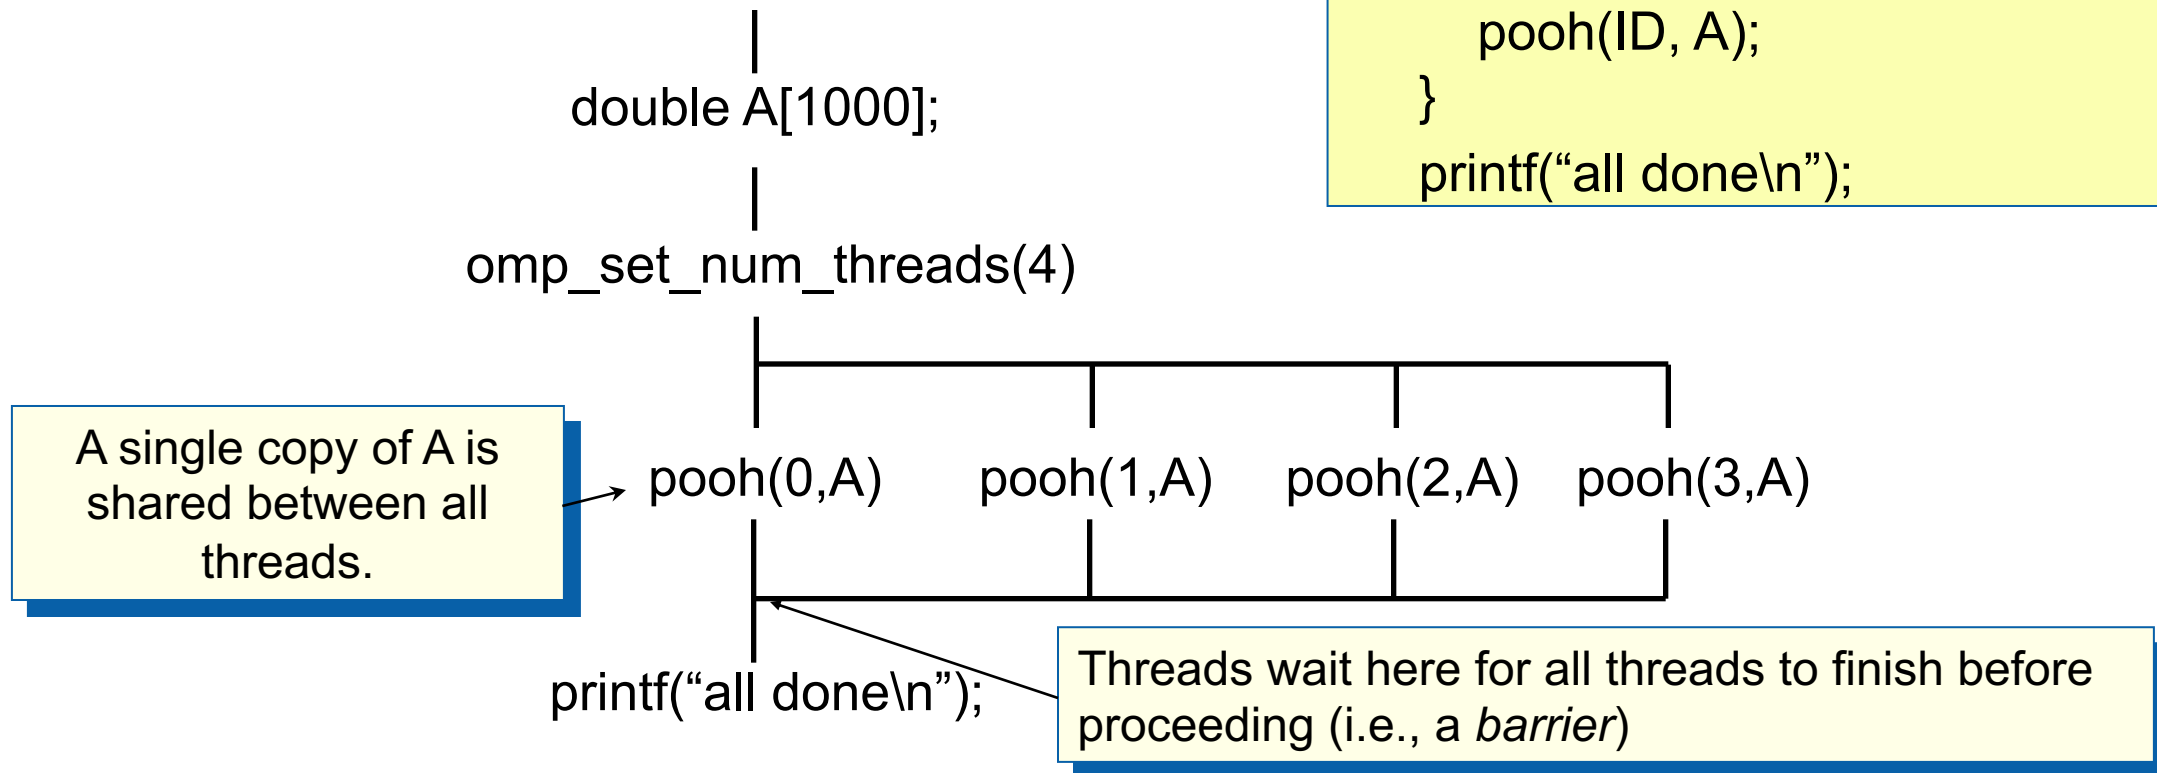 pooh(ID, A);
}
printf(“all done\n”);
double A[1000];
omp_set_num_threads(4)
A single copy of A is
shared between all
threads.
pooh(0,A)
pooh(1,A)
pooh(2,A)
pooh(3,A)
printf(“all done\n”);
Threads wait here for all threads to finish before
proceeding (i.e., a barrier)